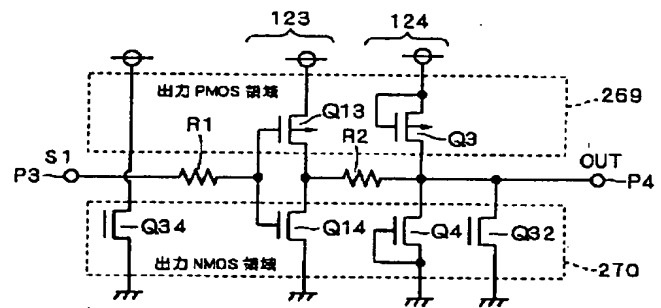 123
124
出力 PMOS 領域
269
Q13
R1
R2
Q3
S1
OUT
P3
P4
Q34
Q14
Q4
Q32
出力 NMOS 領域
270